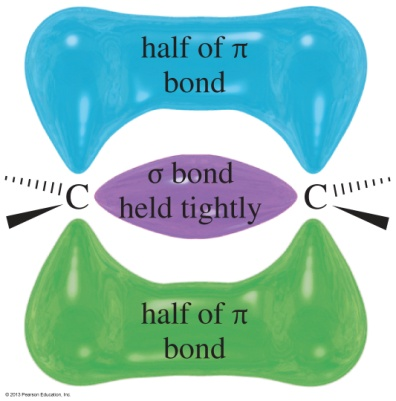 half of π
bond
σ bond
C held tightly C
half of π
bond
© 2013 Pearson Education, Inc.